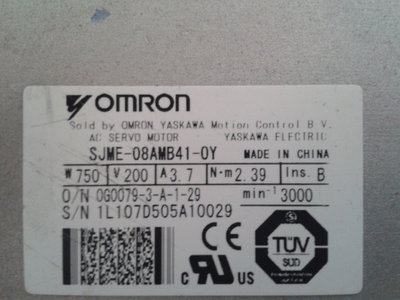 OMRON
Sold by OMRON YASKAWA Motion Control B.V.
AC SERVO MOTOR YASKAWA ELECTRIC
SJME-08AMB41-OY MADE IN CHINA
W 750 V 200 A 3.7 N·m 2.39 Ins. B
O/N 0G0079-3-A-1-29 min⁻¹ 3000
S/N 1L107D505A10029
CE
TÜV
SÜD
C RU US